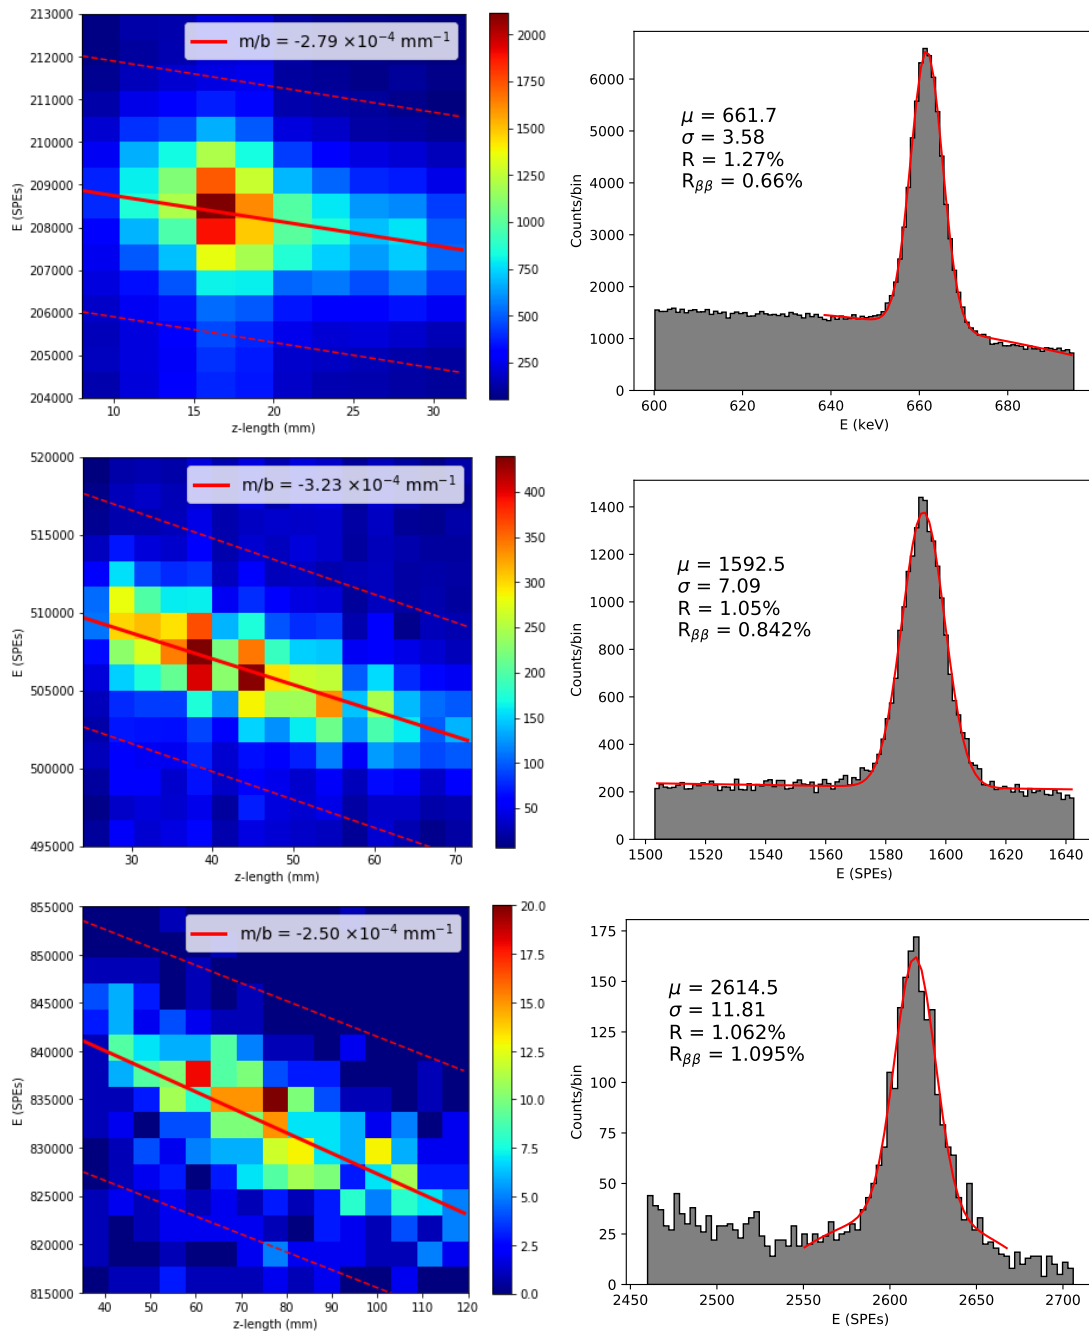 213000
212000
211000
210000
209000
208000
207000
206000
205000
204000
E (SPEs)
m/b = -2.79 ×10⁻⁴ mm⁻¹
10 15 20 25 30
z-length (mm)
2000
1750
1500
1250
1000
750
500
250
6000
5000
4000
3000
2000
1000
0
Counts/bin
μ = 661.7
σ = 3.58
R = 1.27%
Rββ = 0.66%
600 620 640 660 680
E (keV)
520000
515000
510000
505000
500000
495000
E (SPEs)
m/b = -3.23 ×10⁻⁴ mm⁻¹
30 40 50 60 70
z-length (mm)
400
350
300
250
200
150
100
50
1400
1200
1000
800
600
400
200
0
Counts/bin
μ = 1592.5
σ = 7.09
R = 1.05%
Rββ = 0.842%
1500 1520 1540 1560 1580 1600 1620 1640
E (SPEs)
855000
850000
845000
840000
835000
830000
825000
820000
815000
E (SPEs)
m/b = -2.50 ×10⁻⁴ mm⁻¹
40 50 60 70 80 90 100 110 120
z-length (mm)
20.0
17.5
15.0
12.5
10.0
7.5
5.0
2.5
0.0
175
150
125
100
75
50
25
0
Counts/bin
μ = 2614.5
σ = 11.81
R = 1.062%
Rββ = 1.095%
2450 2500 2550 2600 2650 2700
E (SPEs)